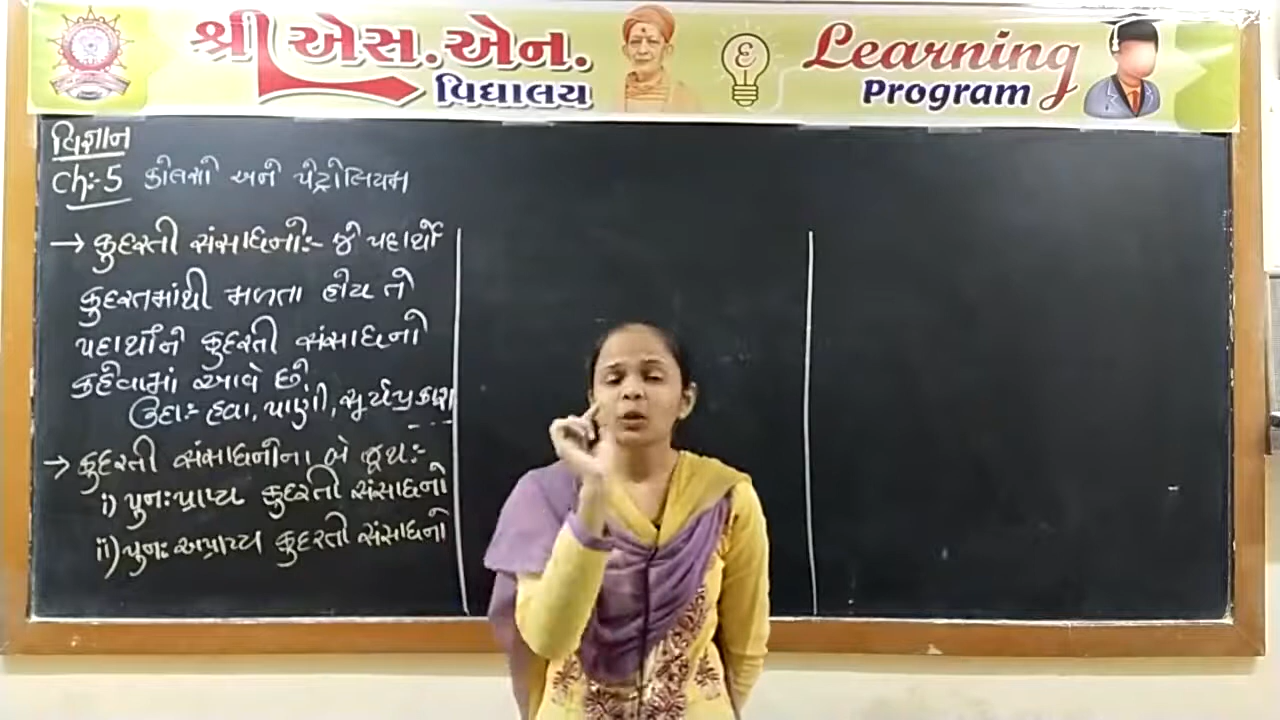 શ્રી એસ.એન.
વિદ્યાલય
Learning
Program
વિજ્ઞાન
Ch:-5 કોલસો અને પેટ્રોલિયમ
→ કુદરતી સંસાધનો:- જે પદાર્થો
કુદરતમાંથી મળતા હોય તે
પદાર્થોને કુદરતી સંસાધનો
કહેવામાં આવે છે.
ઉદા:- હવા, પાણી, સૂર્યપ્રકાશ
→ કુદરતી સંસાધનોના બે જૂથ:-
i) પુનઃપ્રાપ્ય કુદરતી સંસાધનો
ii) પુનઃ અપ્રાપ્ય કુદરતી સંસાધનો